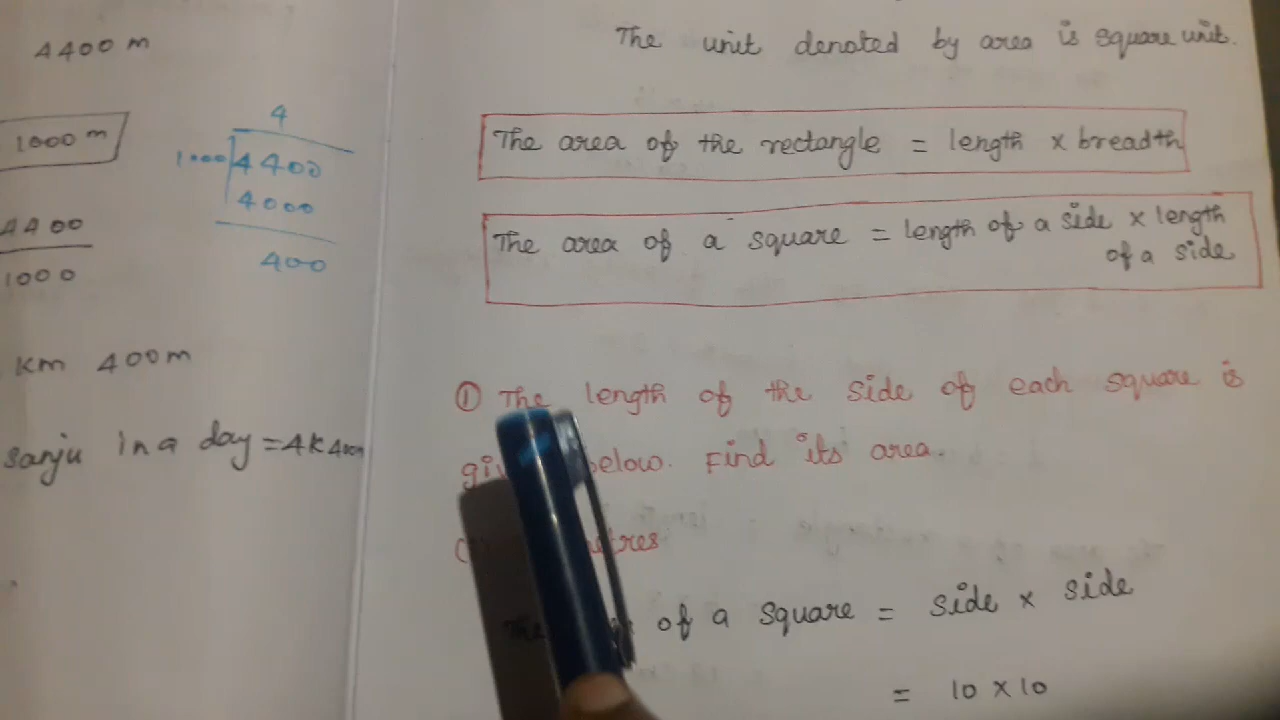 4400 m
1000 m
4400
1000
km 400m
Sanju in a day = 4k 400m
4
1000 4400
4000
400
The unit denoted by area is square unit.
The area of the rectangle = length × breadth
The area of a square = length of a side × length
of a side
① The length of the side of each square is
below. Find its area.
of a square = side × side
= 10 × 10